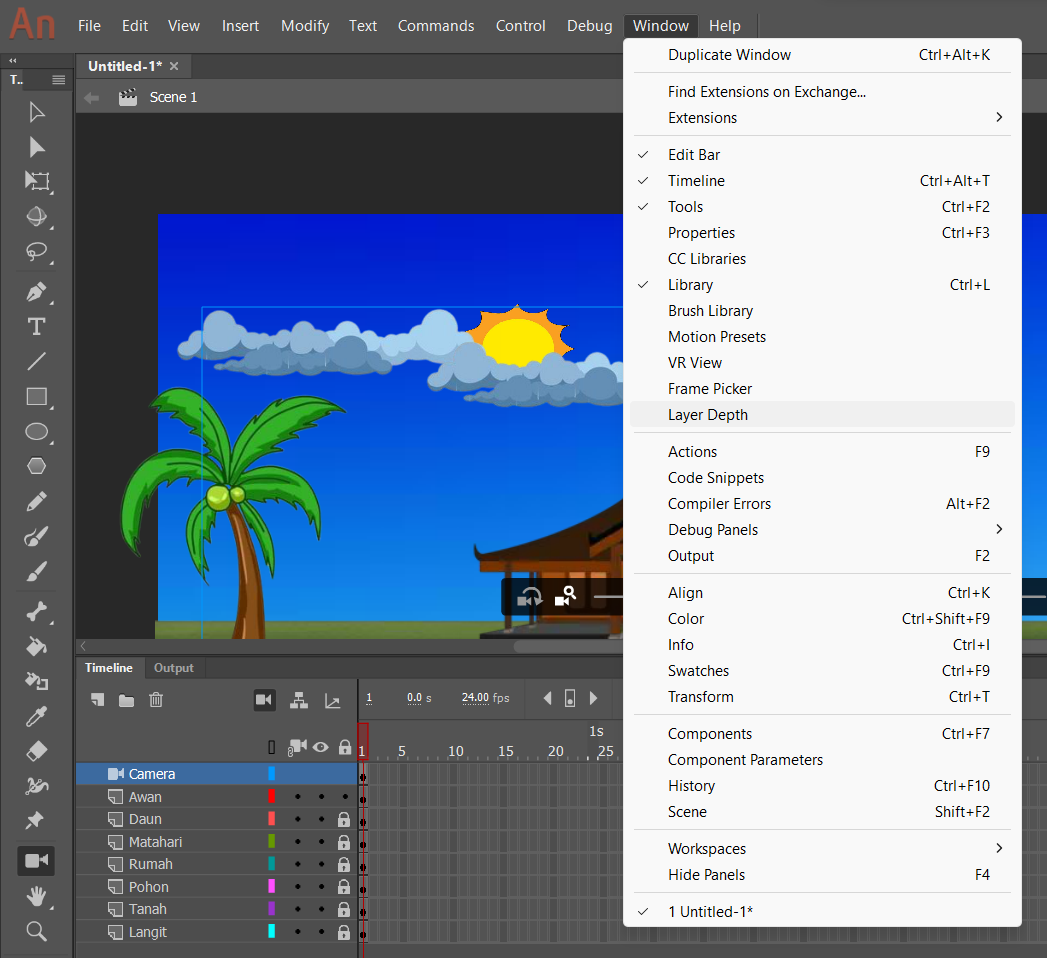 An File Edit View Insert Modify Text Commands Control Debug Window Help
T..
Untitled-1*
Scene 1
Duplicate Window Ctrl+Alt+K
Find Extensions on Exchange...
Extensions
Edit Bar
Timeline Ctrl+Alt+T
Tools Ctrl+F2
Properties Ctrl+F3
CC Libraries
Library Ctrl+L
Brush Library
Motion Presets
VR View
Frame Picker
Layer Depth
Actions F9
Code Snippets
Compiler Errors Alt+F2
Debug Panels
Output F2
Align Ctrl+K
Color Ctrl+Shift+F9
Info Ctrl+I
Swatches Ctrl+F9
Transform Ctrl+T
Components Ctrl+F7
Component Parameters
History Ctrl+F10
Scene Shift+F2
Workspaces
Hide Panels F4
1 Untitled-1*
Timeline Output
1 0.0 s 24.00 fps
1s
1 5 10 15 20 25
Camera
Awan
Daun
Matahari
Rumah
Pohon
Tanah
Langit